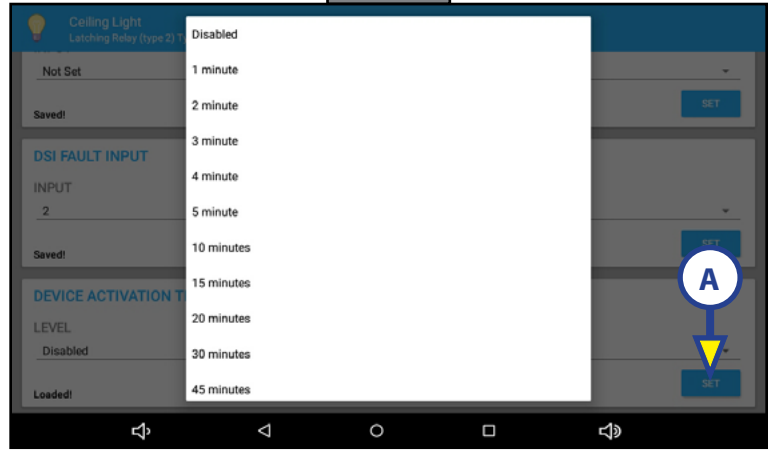 Ceiling Light
Latching Relay (type 2) Ty
Not Set
Saved!
SET
DSI FAULT INPUT
INPUT
2
Saved!
SET
DEVICE ACTIVATION T
LEVEL
Disabled
Loaded!
SET
Disabled
1 minute
2 minute
3 minute
4 minute
5 minute
10 minutes
15 minutes
20 minutes
30 minutes
45 minutes
A